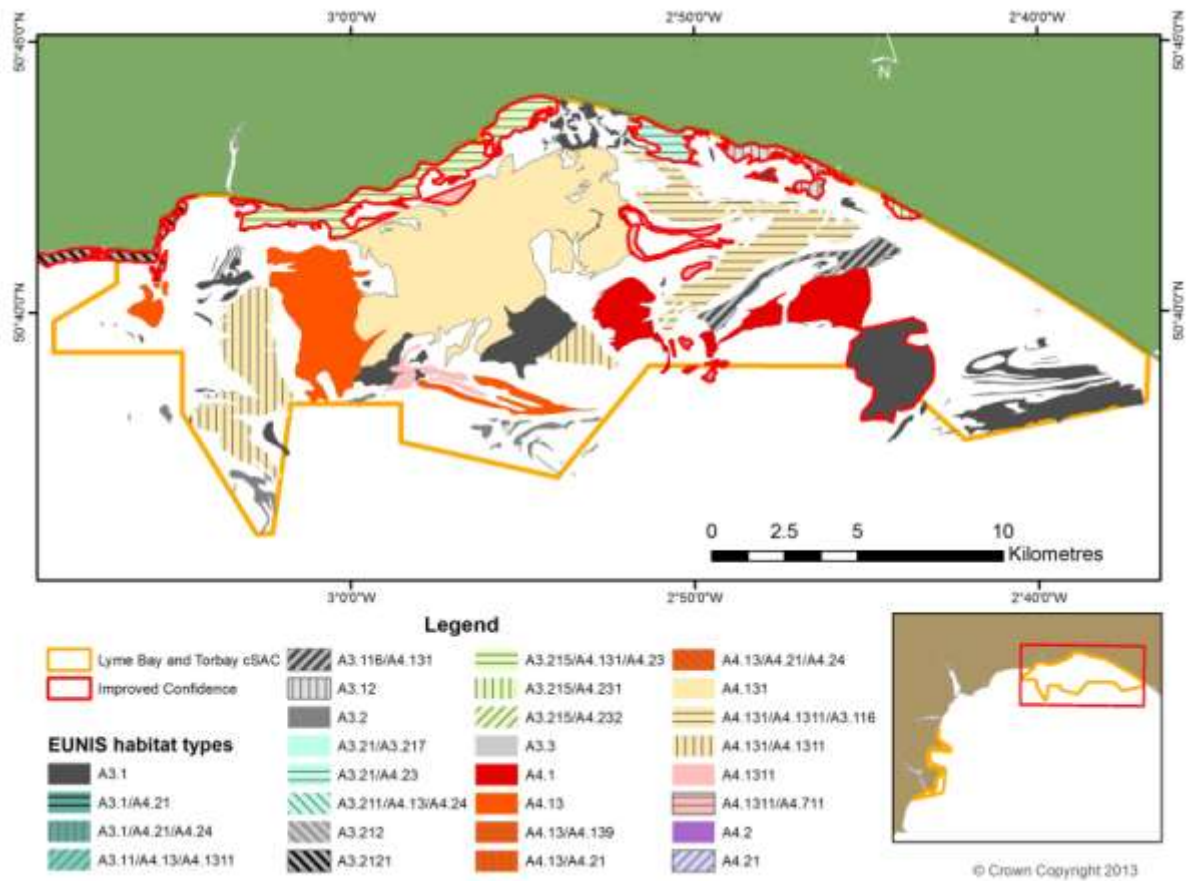 3°0'0"W
2°50'0"W
2°40'0"W
50°45'0"N
50°45'0"N
N
50°40'0"N
50°40'0"N
0 2.5 5 10
Kilometres
3°0'0"W
2°50'0"W
2°40'0"W
Legend
Lyme Bay and Torbay cSAC
Improved Confidence
EUNIS habitat types
A3.1
A3.1/A4.21
A3.1/A4.21/A4.24
A3.11/A4.13/A4.1311
A3.116/A4.131
A3.12
A3.2
A3.21/A3.217
A3.21/A4.23
A3.211/A4.13/A4.24
A3.212
A3.2121
A3.215/A4.131/A4.23
A3.215/A4.231
A3.215/A4.232
A3.3
A4.1
A4.13
A4.13/A4.139
A4.13/A4.21
A4.13/A4.21/A4.24
A4.131
A4.131/A4.1311/A3.116
A4.131/A4.1311
A4.1311
A4.1311/A4.711
A4.2
A4.21
© Crown Copyright 2013